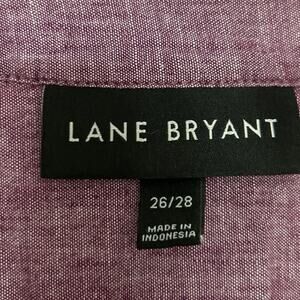 LANE BRYANT
26/28
MADE IN
INDONESIA